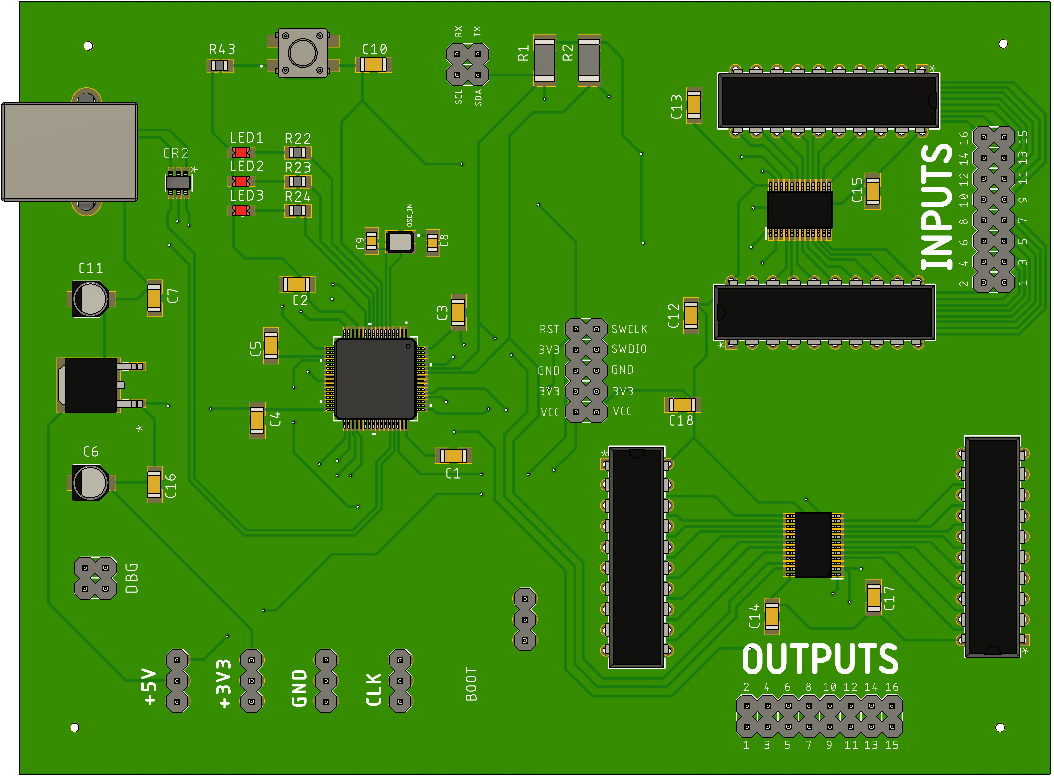 R43
C10
RX
TX
SCL
SDA
R1
R2
C13
CR2
*
LED1
R22
LED2
R23
LED3
R24
OSC_IN
C9
C8
*
C15
INPUTS
16 15
14 13
12 11
10 9
8 7
6 5
4 3
2 1
C11
C7
C2
C5
C3
C12
*
RST SWCLK
3V3 SWDIO
GND GND
3V3 3V3
VCC VCC
C4
C18
*
C6
C16
C1
*
DBG
C14
C17
*
+5V
+3V3
GND
CLK
BOOT
OUTPUTS
2 4 6 8 10 12 14 16
1 3 5 7 9 11 13 15